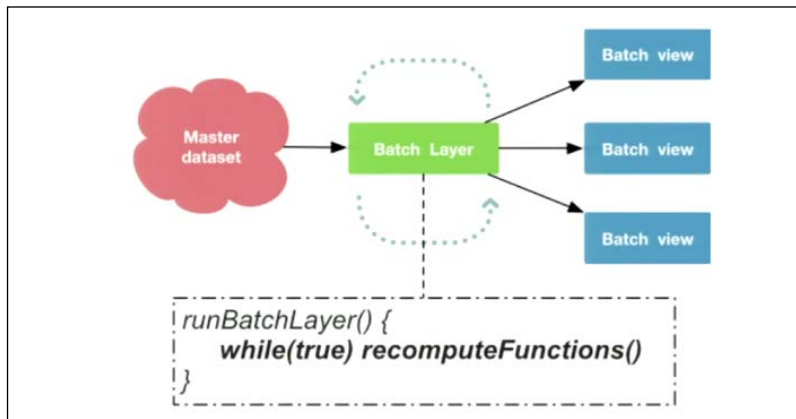 Batch view
Master
dataset
Batch Layer
Batch view
Batch view
runBatchLayer() {
while(true) recomputeFunctions()
}